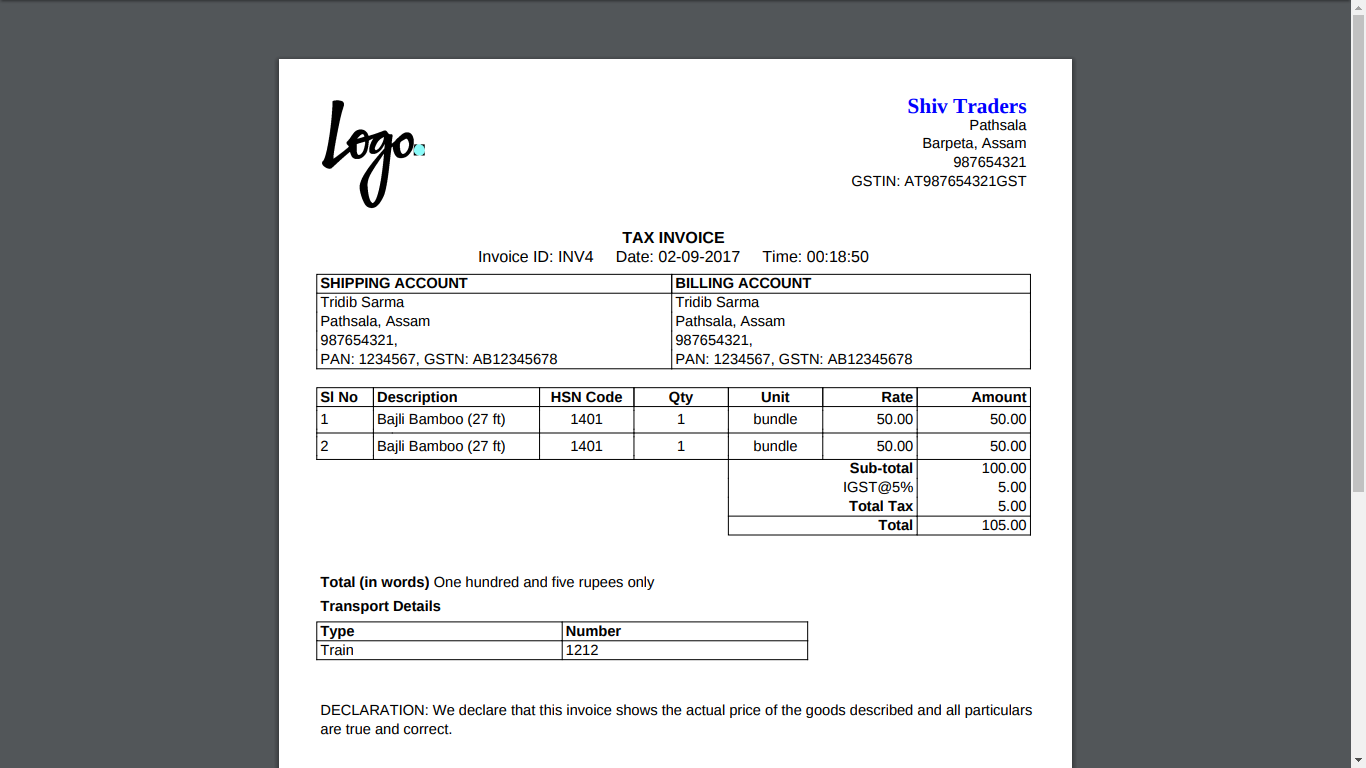 Logo.
Shiv Traders
Pathsala
Barpeta, Assam
987654321
GSTIN: AT987654321GST
TAX INVOICE
Invoice ID: INV4 Date: 02-09-2017 Time: 00:18:50
SHIPPING ACCOUNT BILLING ACCOUNT
Tridib Sarma Tridib Sarma
Pathsala, Assam Pathsala, Assam
987654321, 987654321,
PAN: 1234567, GSTN: AB12345678 PAN: 1234567, GSTN: AB12345678
Sl No Description HSN Code Qty Unit Rate Amount
1 Bajli Bamboo (27 ft) 1401 1 bundle 50.00 50.00
2 Bajli Bamboo (27 ft) 1401 1 bundle 50.00 50.00
Sub-total 100.00
IGST@5% 5.00
Total Tax 5.00
Total 105.00
Total (in words) One hundred and five rupees only
Transport Details
Type Number
Train 1212
DECLARATION: We declare that this invoice shows the actual price of the goods described and all particulars
are true and correct.